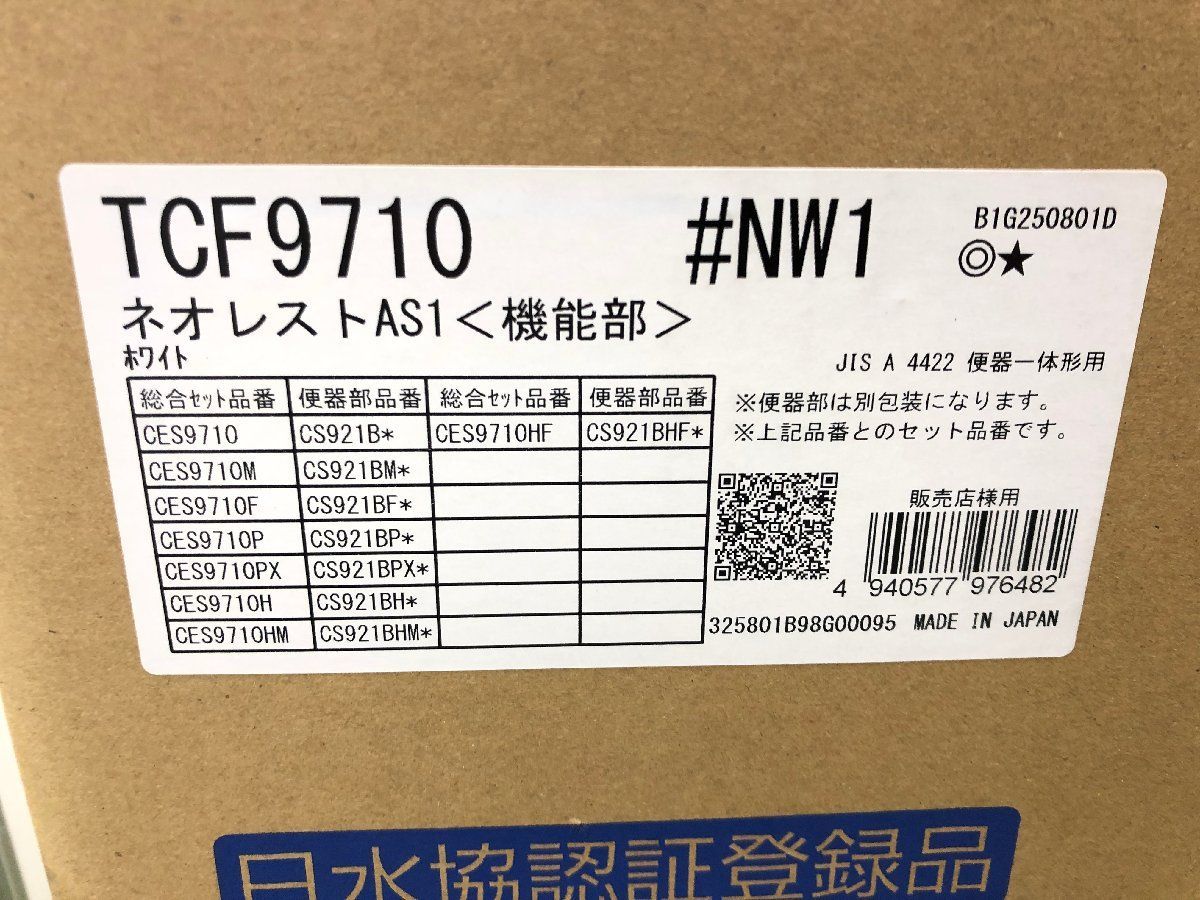 TCF9710 #NW1 B1G250801D
◎★
ネオレストAS1＜機能部＞
ホワイト
JIS A 4422 便器一体形用
総合セット品番 便器部品番 総合セット品番 便器部品番
CES9710 CS921B* CES9710HF CS921BHF*
CES9710M CS921BM*
CES9710F CS921BF*
CES9710P CS921BP*
CES9710PX CS921BPX*
CES9710H CS921BH*
CES9710HM CS921BHM*
※便器部は別包装になります。
※上記品番とのセット品番です。
販売店様用
4 940577 976482
325801B98G00095 MADE IN JAPAN
日水協認証登録品